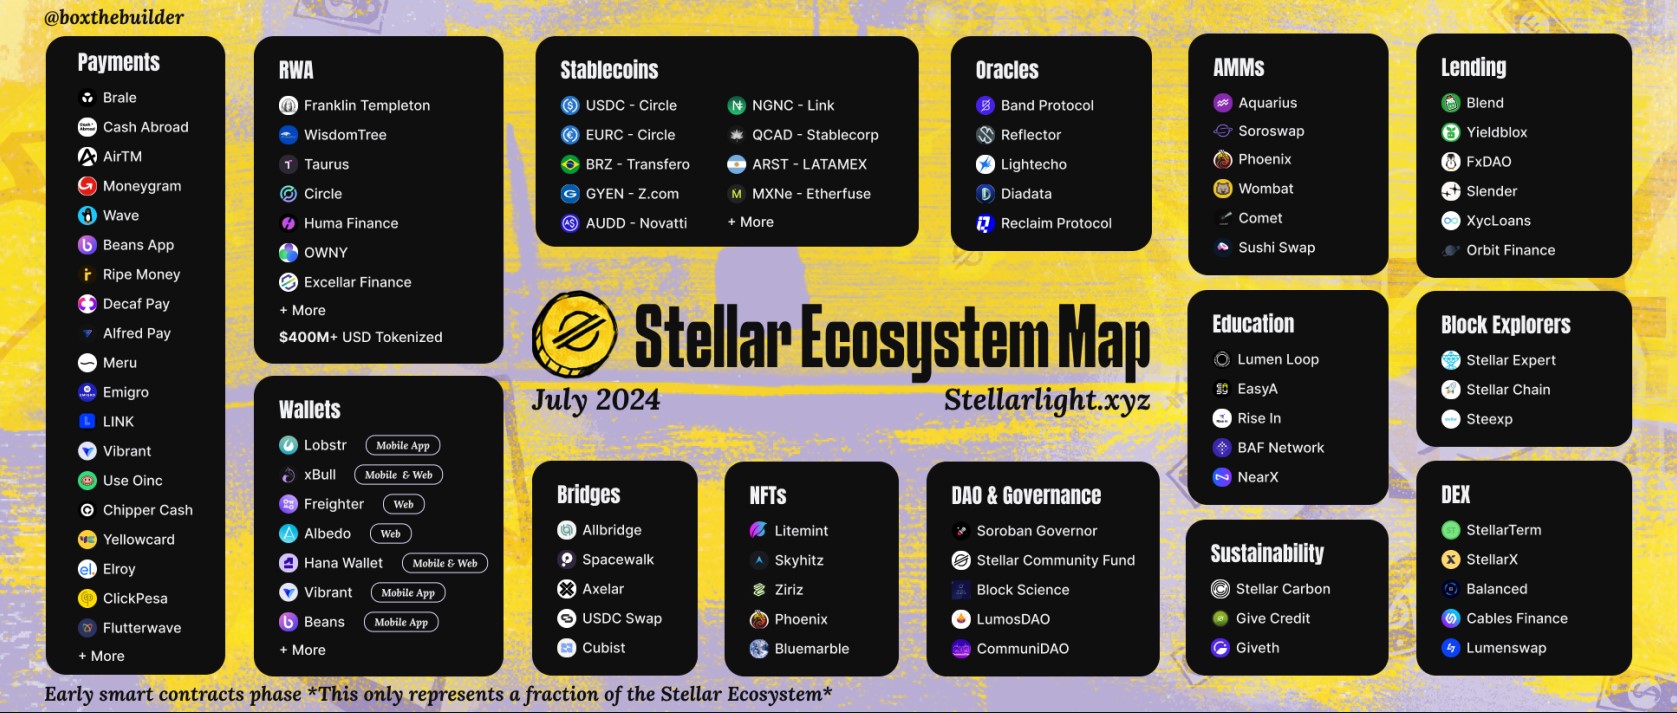 @boxthebuilder
Payments
Brale
Cash Abroad
AirTM
Moneygram
Wave
Beans App
Ripe Money
Decaf Pay
Alfred Pay
Meru
Emigro
LINK
Vibrant
Use Oinc
Chipper Cash
Yellowcard
Elroy
ClickPesa
Flutterwave
+ More
RWA
Franklin Templeton
WisdomTree
Taurus
Circle
Huma Finance
OWNY
Excellar Finance
+ More
$400M+ USD Tokenized
Wallets
Lobstr Mobile App
xBull Mobile & Web
Freighter Web
Albedo Web
Hana Wallet Mobile & Web
Vibrant Mobile App
Beans Mobile App
+ More
Stablecoins
USDC - Circle
EURC - Circle
BRZ - Transfero
GYEN - Z.com
AUDD - Novatti
NGNC - Link
QCAD - Stablecorp
ARST - LATAMEX
MXNe - Etherfuse
+ More
Oracles
Band Protocol
Reflector
Lightecho
Diadata
Reclaim Protocol
Stellar Ecosystem Map
July 2024
Stellarlight.xyz
Bridges
Allbridge
Spacewalk
Axelar
USDC Swap
Cubist
NFTs
Litemint
Skyhitz
Ziriz
Phoenix
Bluemarble
DAO & Governance
Soroban Governor
Stellar Community Fund
Block Science
LumosDAO
CommuniDAO
AMMs
Aquarius
Soroswap
Phoenix
Wombat
Comet
Sushi Swap
Education
Lumen Loop
EasyA
Rise In
BAF Network
NearX
Sustainability
Stellar Carbon
Give Credit
Giveth
Lending
Blend
Yieldblox
FxDAO
Slender
XycLoans
Orbit Finance
Block Explorers
Stellar Expert
Stellar Chain
Steexp
DEX
StellarTerm
StellarX
Balanced
Cables Finance
Lumenswap
Early smart contracts phase *This only represents a fraction of the Stellar Ecosystem*